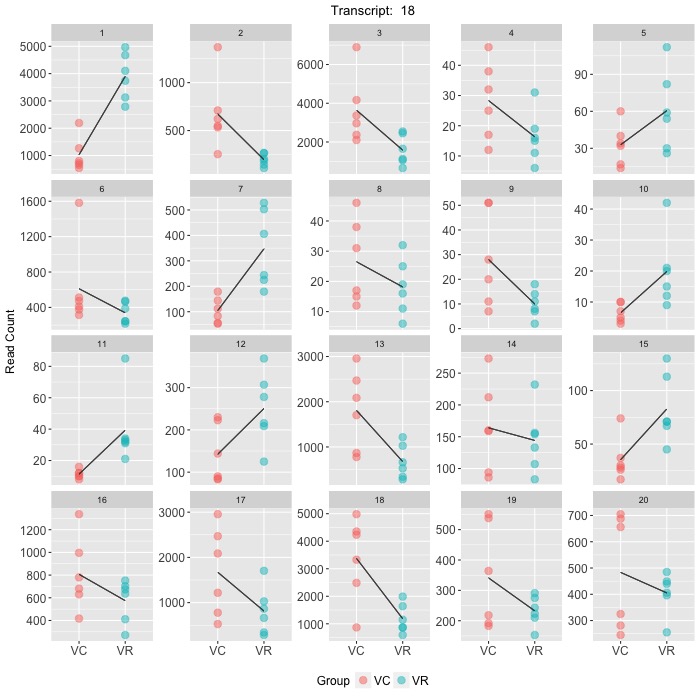 Transcript: 18
1 2 3 4 5
5000 4000 3000 2000 1000
1000 500
6000 4000 2000
40 30 20 10
90 60 30
6 7 8 9 10
1600 1200 800 400
500 400 300 200 100
40 30 20 10
50 40 30 20 10 0
40 30 20 10
Read Count
11 12 13 14 15
80 60 40 20
300 200 100
3000 2000 1000
250 200 150 100
100 50
16 17 18 19 20
1200 1000 800 600 400
3000 2000 1000
5000 4000 3000 2000 1000
500 400 300 200
700 600 500 400 300
VC VR VC VR VC VR VC VR VC VR
Group VC VR